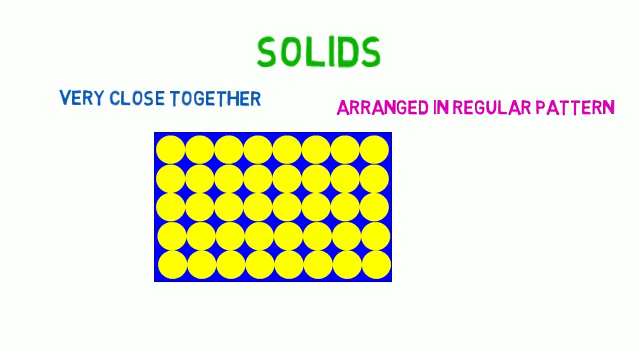 SOLIDS
VERY CLOSE TOGETHER
ARRANGED IN REGULAR PATTERN